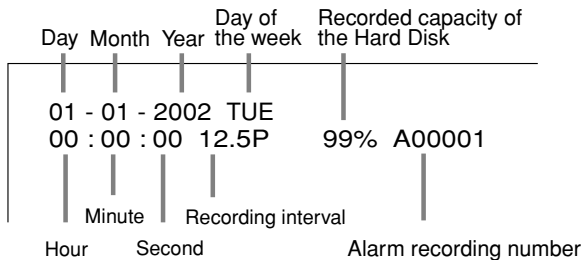 Day Month Year Day of the week Recorded capacity of the Hard Disk
01 - 01 - 2002 TUE
00 : 00 : 00 12.5P 99% A00001
Minute Recording interval
Hour Second Alarm recording number